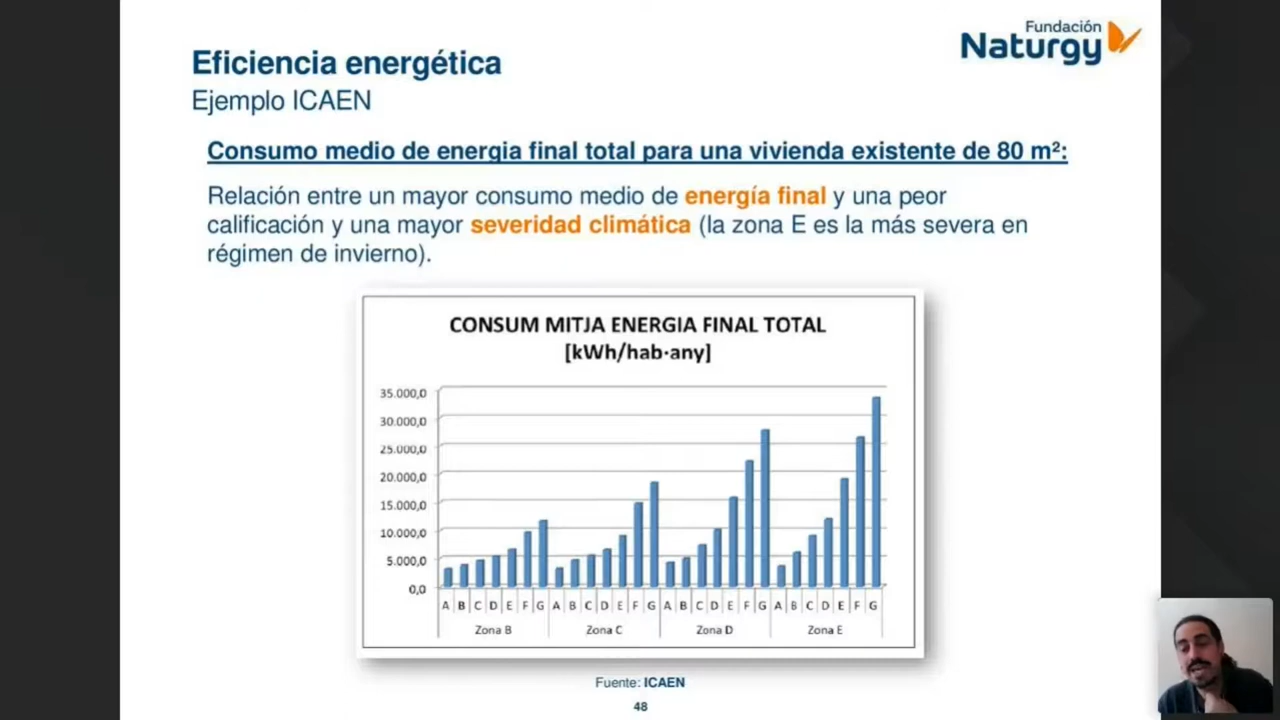 Fundación
Naturgy
Eficiencia energética
Ejemplo ICAEN
Consumo medio de energia final total para una vivienda existente de 80 m²:
Relación entre un mayor consumo medio de energía final y una peor
calificación y una mayor severidad climática (la zona E es la más severa en
régimen de invierno).
CONSUM MITJA ENERGIA FINAL TOTAL
[kWh/hab·any]
35.000,0
30.000,0
25.000,0
20.000,0
15.000,0
10.000,0
5.000,0
0,0
A B C D E F G A B C D E F G A B C D E F G A B C D E F G
Zona B Zona C Zona D Zona E
Fuente: ICAEN
48